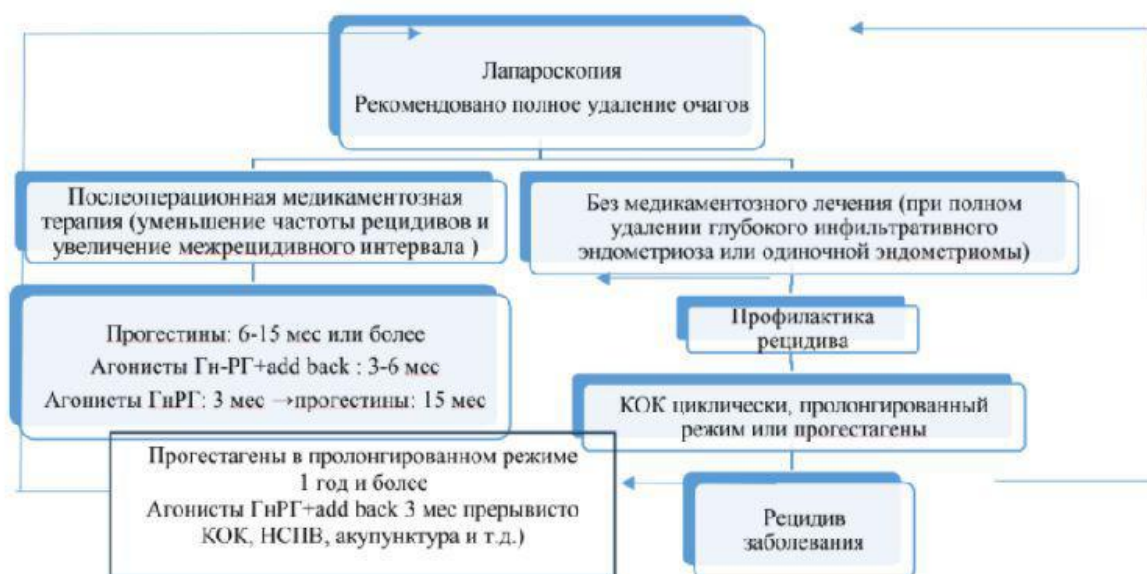 Лапароскопия
Рекомендовано полное удаление очагов
Послеоперационная медикаментозная
терапия (уменьшение частоты рецидивов и
увеличение межрецидивного интервала )
Без медикаментозного лечения (при полном
удалении глубокого инфильтративного
эндометриоза или одиночной эндометриомы)
Прогестины: 6-15 мес или более
Агонисты Гн-РГ+add back : 3-6 мес
Агонисты ГнРГ: 3 мес →прогестины: 15 мес
Профилактика
рецидива
КОК циклически, пролонгированный
режим или прогестагены
Прогестагены в пролонгированном режиме
1 год и более
Агонисты ГнРГ+add back 3 мес прерывисто
КОК, НСПВ, акупунктура и т.д.)
Рецидив
заболевания